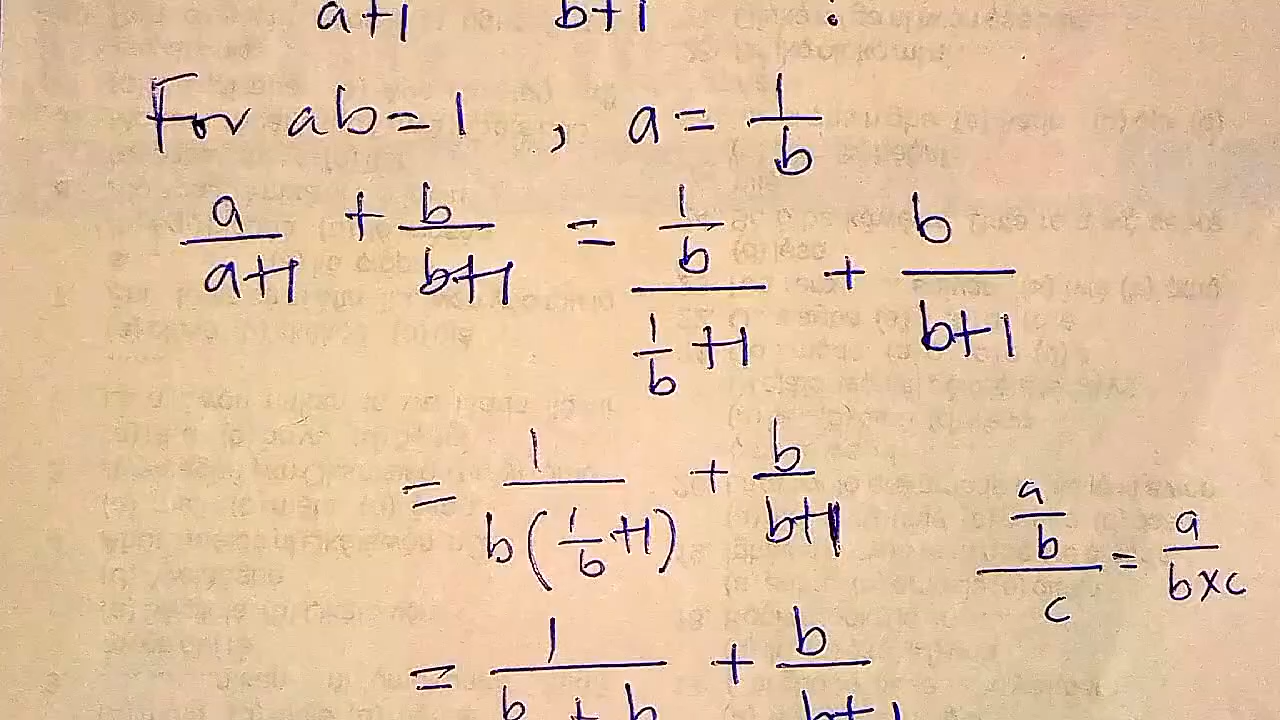 a+1 b+1 :
For ab=1, a= 1/b
a/(a+1) + b/(b+1) = (1/b)/(1/b +1) + b/(b+1)
= 1/(b(1/b +1)) + b/(b+1)
(a/b)/c = a/(b×c)
= 1/(b/b + b) + b/(b+1)